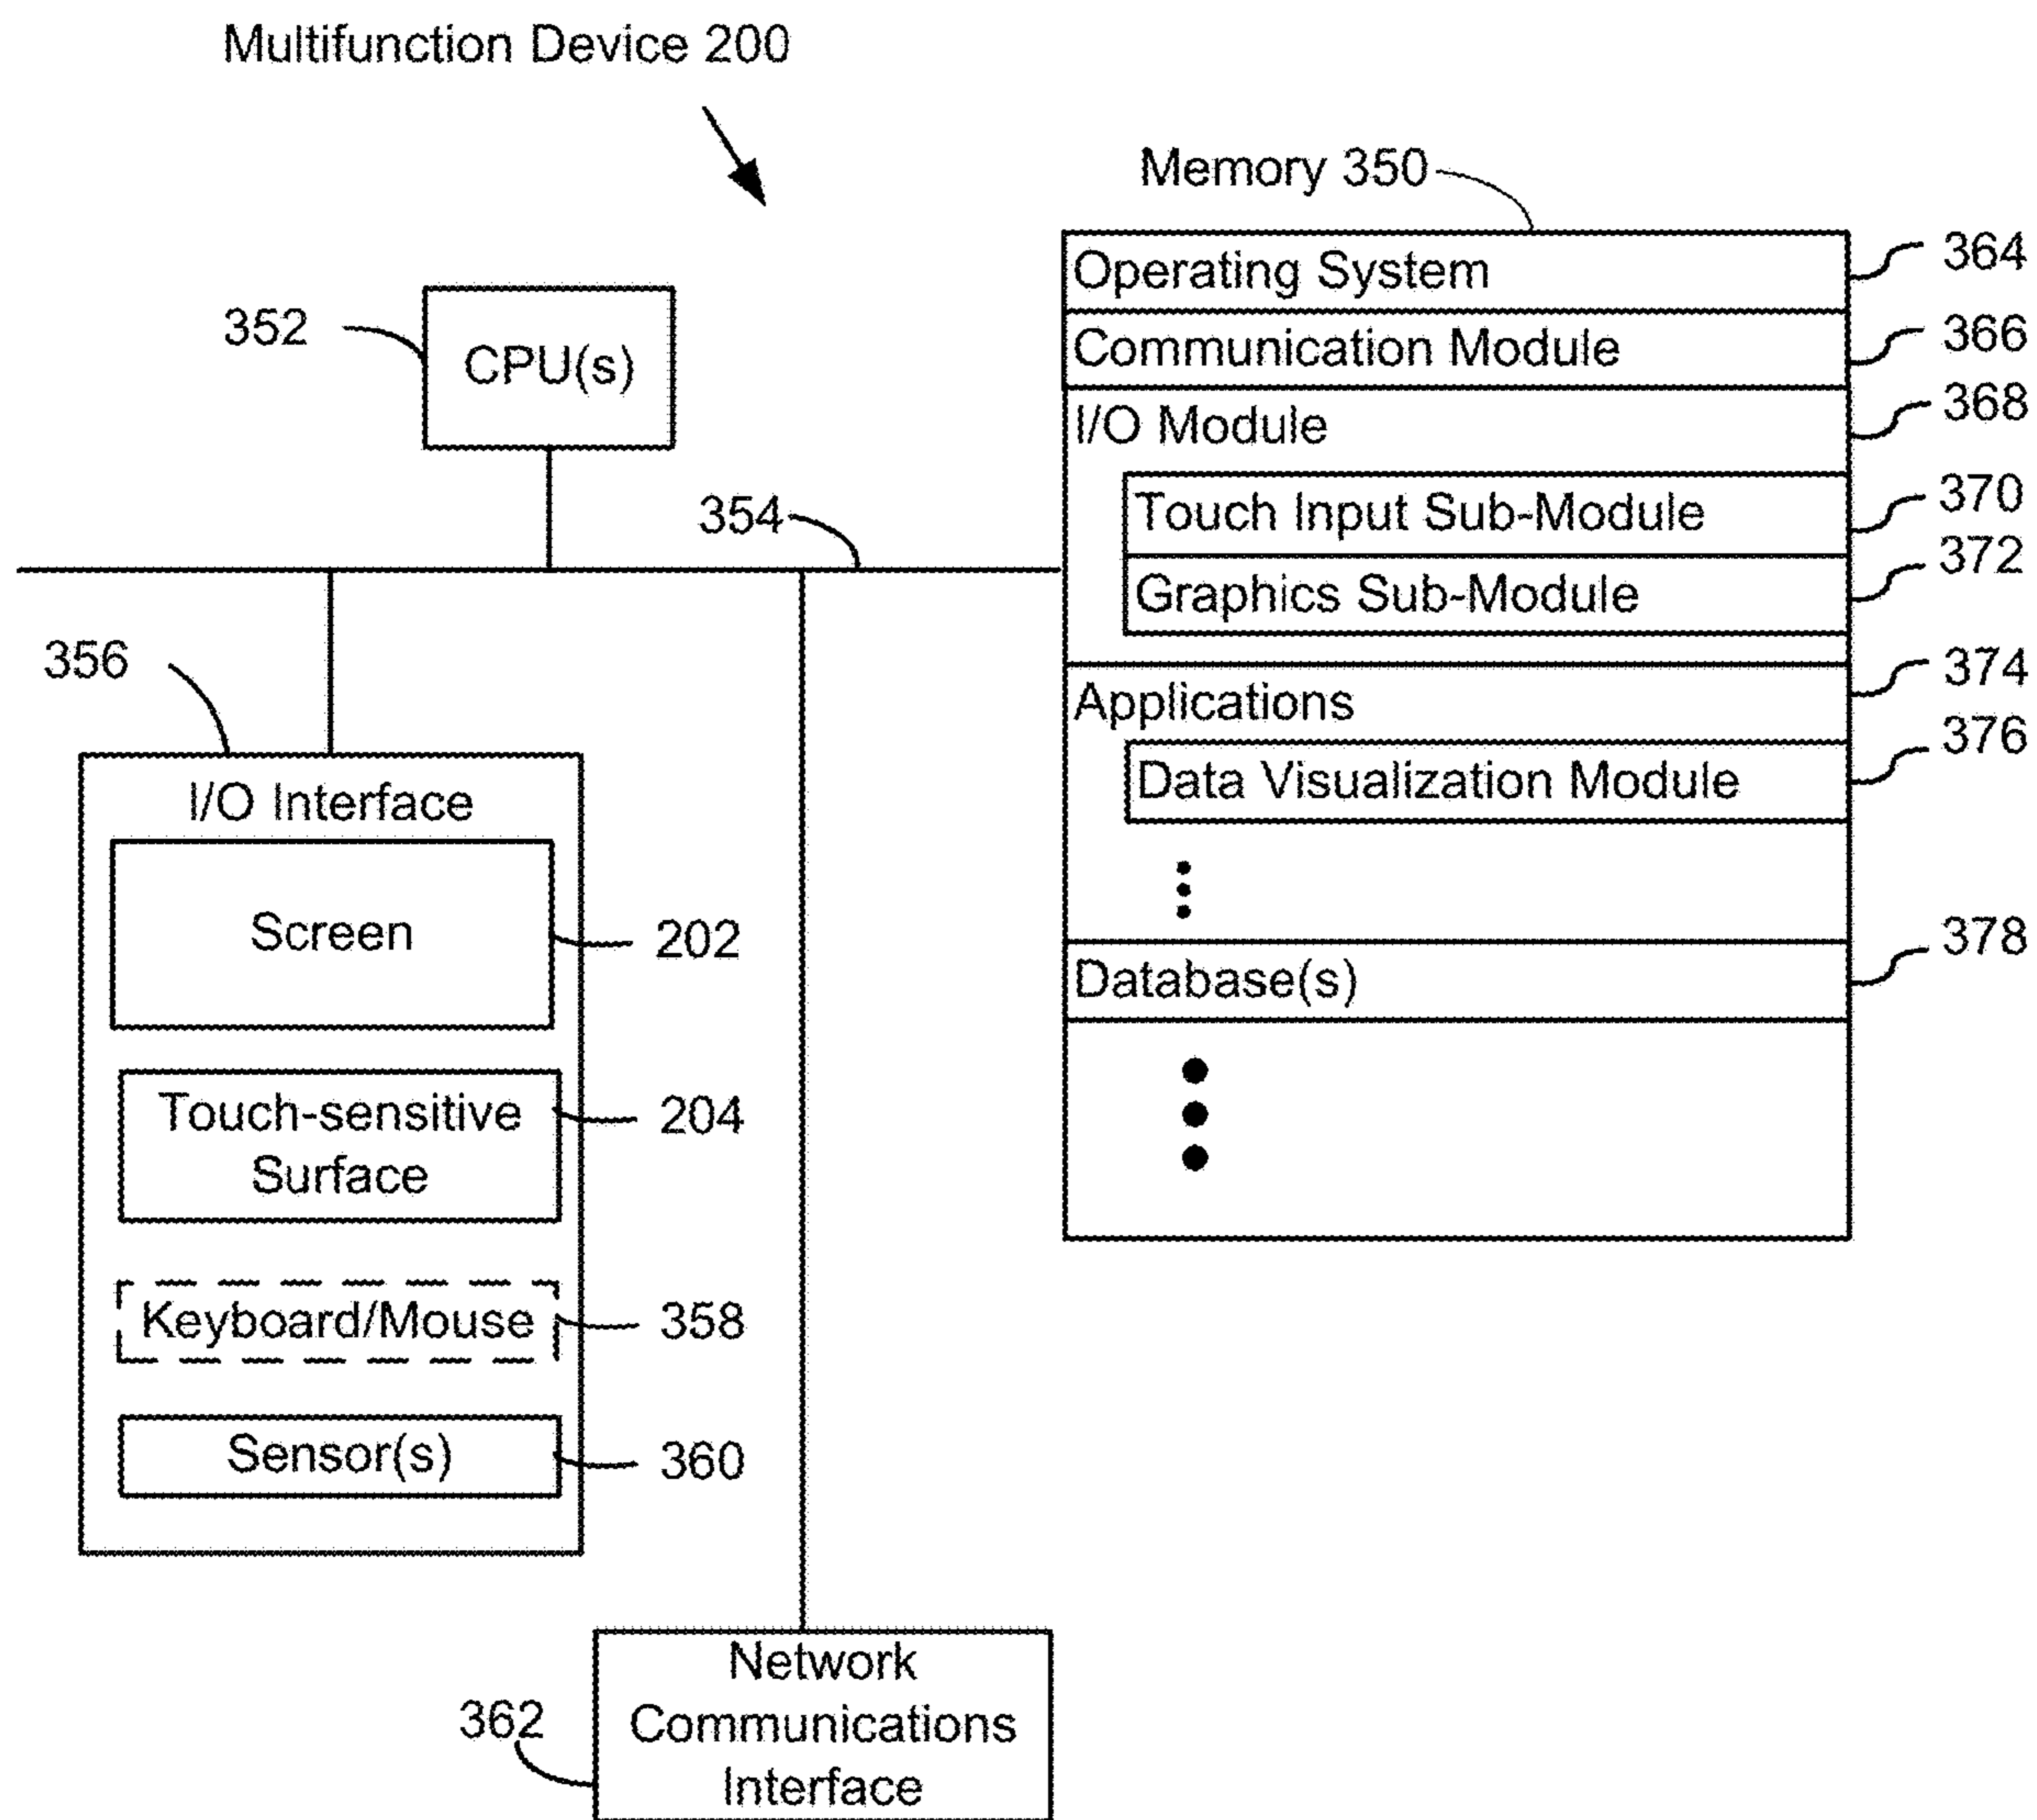 Multifunction Device 200
Memory 350
Operating System
364
352
CPU(s)
Communication Module
366
I/O Module
368
354
Touch Input Sub-Module
370
Graphics Sub-Module
372
356
Applications
374
Data Visualization Module
376
I/O Interface
Screen
202
Database(s)
378
Touch-sensitive
Surface
204
Keyboard/Mouse
358
Sensor(s)
360
362
Network
Communications
Interface